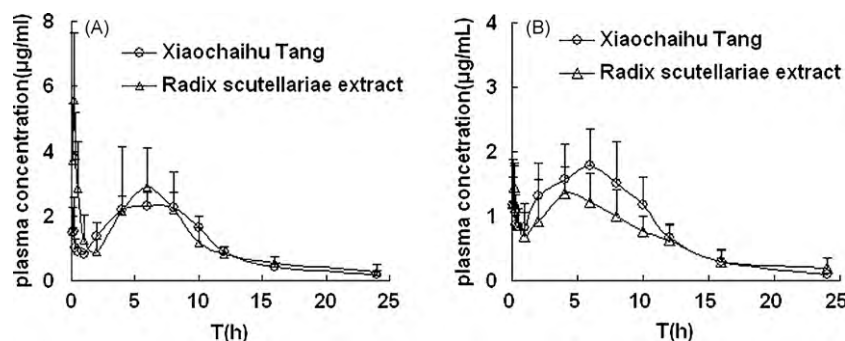 (A)
Xiaochaihu Tang
Radix scutellariae extract
plasma concentration(μg/ml)
8
6
4
2
0
0 5 10 15 20 25
T(h)
(B)
Xiaochaihu Tang
Radix scutellariae extract
plasma concetration(μg/mL)
4
3
2
1
0
0 5 10 15 20 25
T(h)